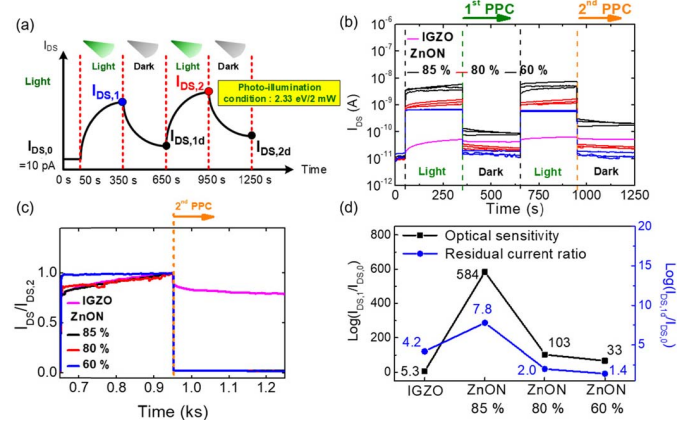 (a)
I_DS
Light
Dark
Light
Dark
Light
I_DS,1
I_DS,2
Photo-illumination
condition : 2.33 eV/2 mW
I_DS,0
=10 pA
I_DS,1d
I_DS,2d
Time
0 s
50 s
350 s
650 s
950 s
1250 s
(b)
1st PPC
2nd PPC
IGZO
ZnON
85 % 80 % 60 %
I_DS (A)
10^-6
10^-7
10^-8
10^-9
10^-10
10^-11
10^-12
Light
Dark
Light
Dark
0 250 500 750 1000 1250
Time (s)
(c)
2nd PPC
I_DS/I_DS,2
1.0
0.5
0.0
IGZO
ZnON
85 %
80 %
60 %
0.7 0.8 0.9 1.0 1.1 1.2
Time (ks)
(d)
Optical sensitivity
Residual current ratio
Log(I_DS,1/I_DS,0)
800
600
400
200
0
Log(I_DS,1d/I_DS,0)
20
15
10
5
0
584
7.8
4.2
5.3
103
2.0
33
1.4
IGZO ZnON ZnON ZnON
85 % 80 % 60 %